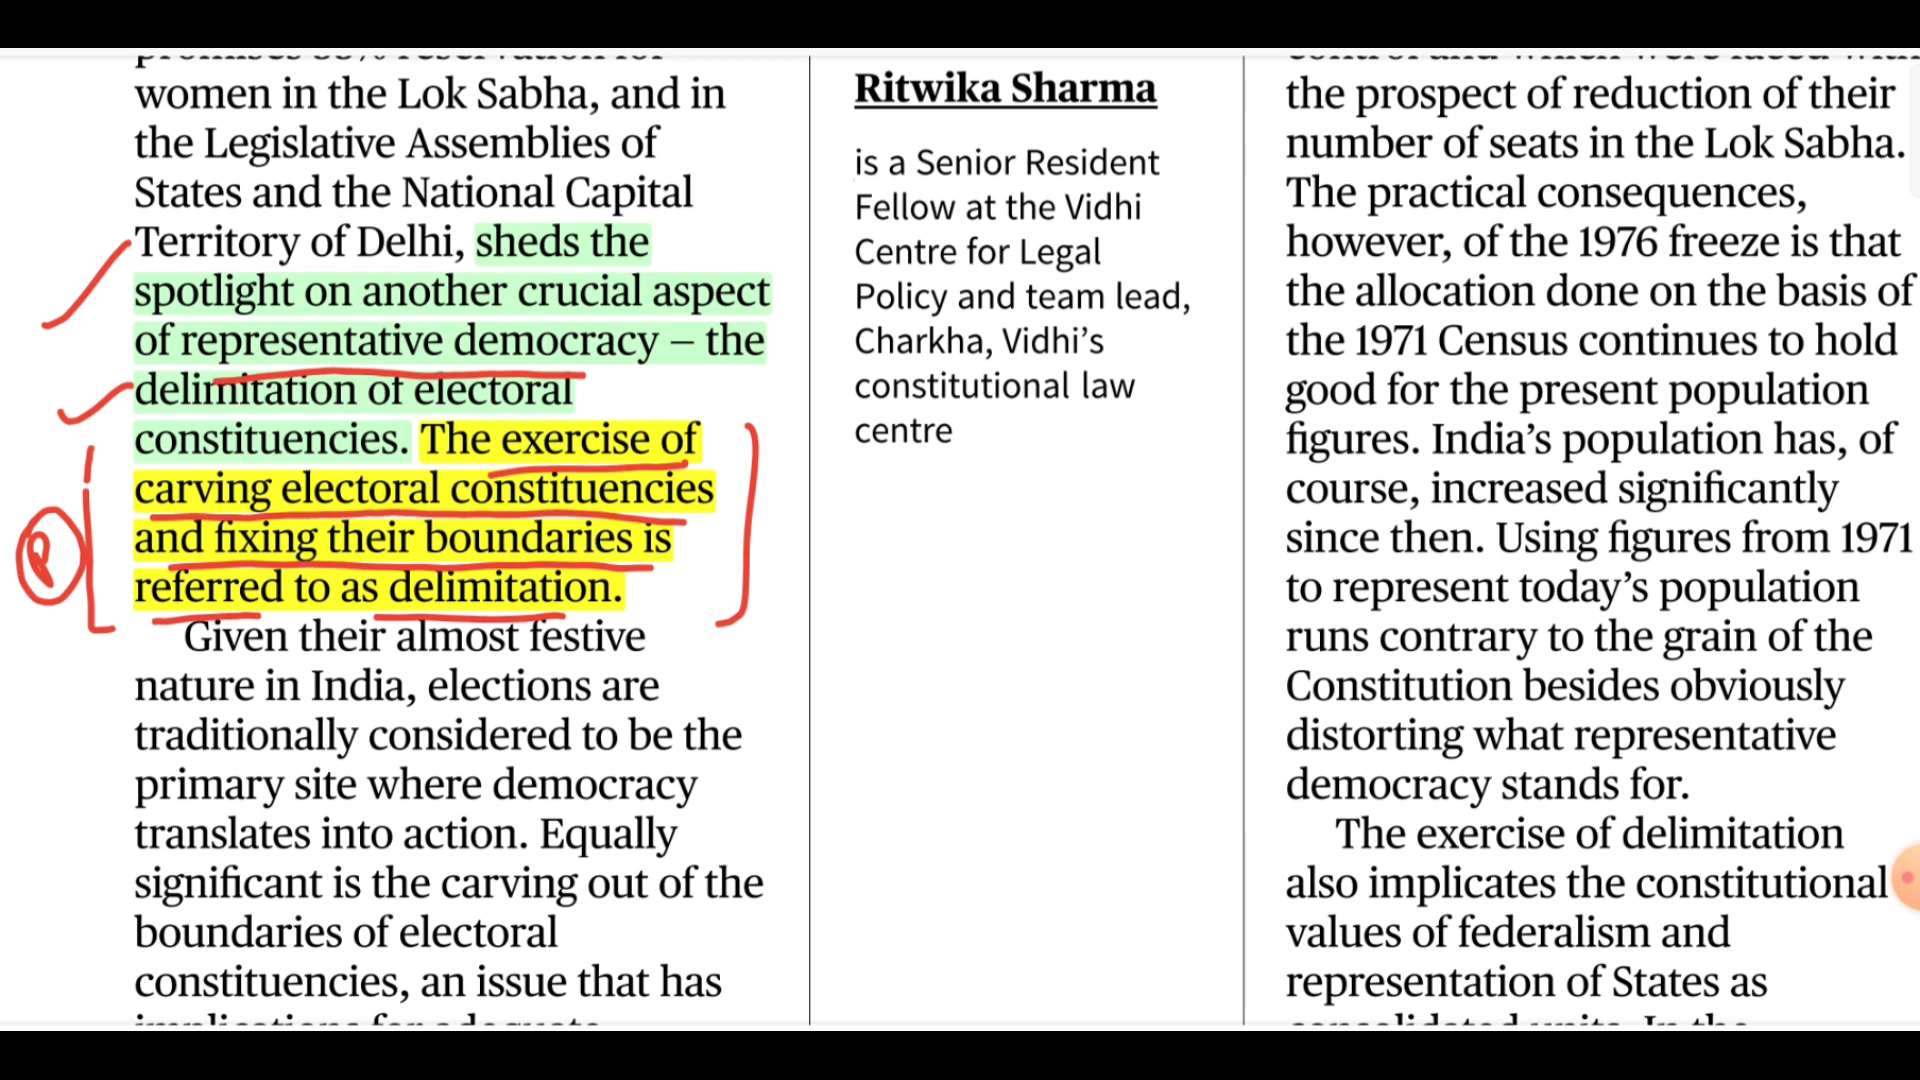 women in the Lok Sabha, and in
the Legislative Assemblies of
States and the National Capital
Territory of Delhi, sheds the
spotlight on another crucial aspect
of representative democracy – the
delimitation of electoral
constituencies. The exercise of
carving electoral constituencies
and fixing their boundaries is
referred to as delimitation.
Given their almost festive
nature in India, elections are
traditionally considered to be the
primary site where democracy
translates into action. Equally
significant is the carving out of the
boundaries of electoral
constituencies, an issue that has
P
Ritwika Sharma
is a Senior Resident
Fellow at the Vidhi
Centre for Legal
Policy and team lead,
Charkha, Vidhi’s
constitutional law
centre
the prospect of reduction of their
number of seats in the Lok Sabha.
The practical consequences,
however, of the 1976 freeze is that
the allocation done on the basis of
the 1971 Census continues to hold
good for the present population
figures. India’s population has, of
course, increased significantly
since then. Using figures from 1971
to represent today’s population
runs contrary to the grain of the
Constitution besides obviously
distorting what representative
democracy stands for.
The exercise of delimitation
also implicates the constitutional
values of federalism and
representation of States as